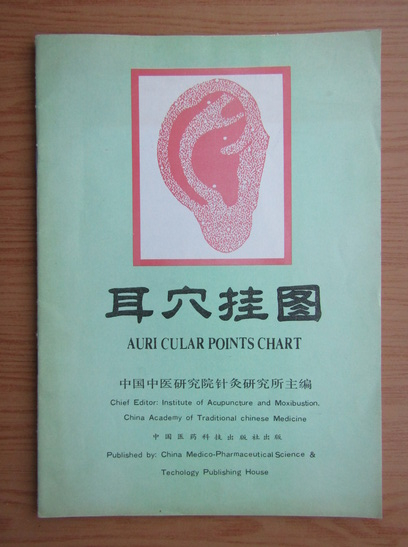 耳穴挂图
AURI CULAR POINTS CHART
中国中医研究院针灸研究所主编
Chief Editor: Institute of Acupuncture and Moxibustion.
China Academy of Traditional chinese Medicine
中国医药科技出版社出版
Published by: China Medico-Pharmaceutical Science &
Techology Publishing House